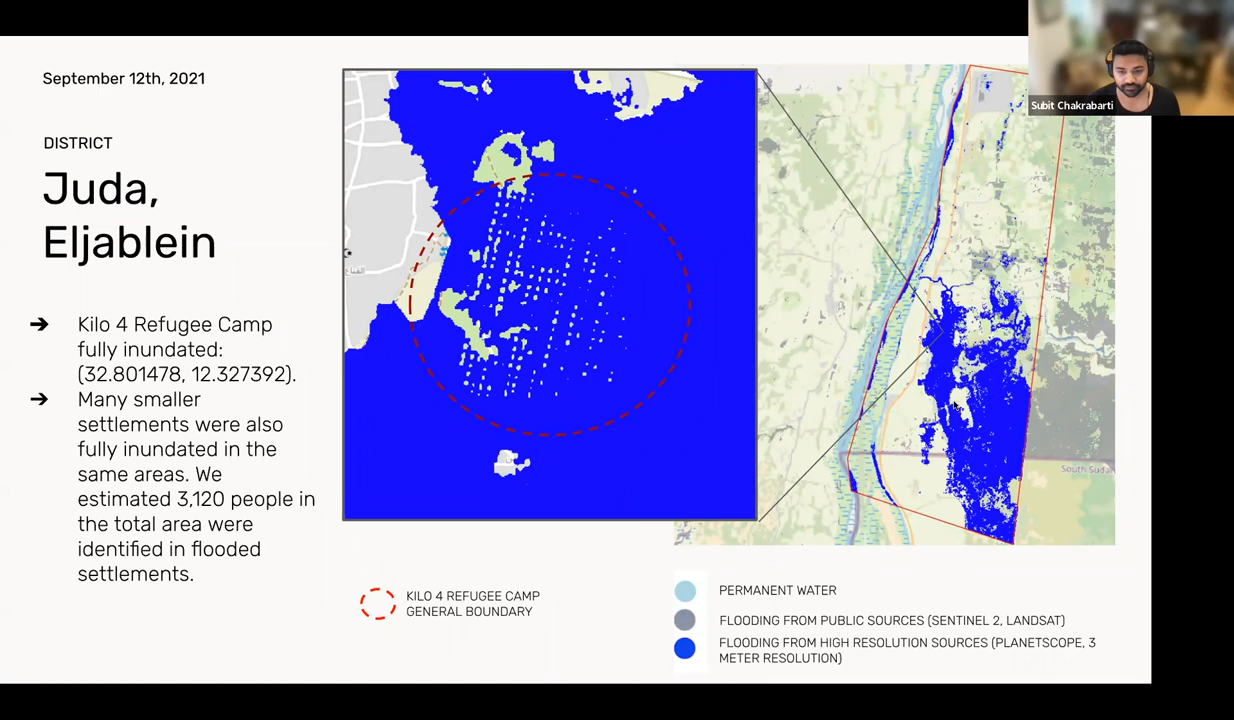 September 12th, 2021
DISTRICT
Juda,
Eljablein
➔ Kilo 4 Refugee Camp
fully inundated:
(32.801478, 12.327392).
➔ Many smaller
settlements were also
fully inundated in the
same areas. We
estimated 3,120 people in
the total area were
identified in flooded
settlements.
Subit Chakrabarti
South Sudan
KILO 4 REFUGEE CAMP
GENERAL BOUNDARY
PERMANENT WATER
FLOODING FROM PUBLIC SOURCES (SENTINEL 2, LANDSAT)
FLOODING FROM HIGH RESOLUTION SOURCES (PLANETSCOPE, 3
METER RESOLUTION)